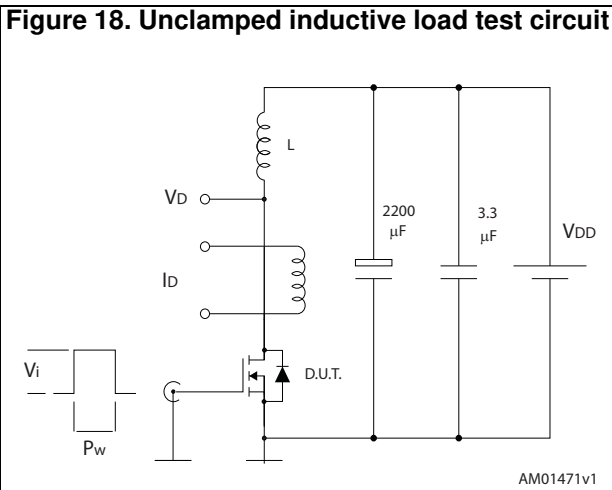 Figure 18. Unclamped inductive load test circuit
L
VD
2200
μF
3.3
μF
VDD
ID
Vi
D.U.T.
Pw
AM01471v1